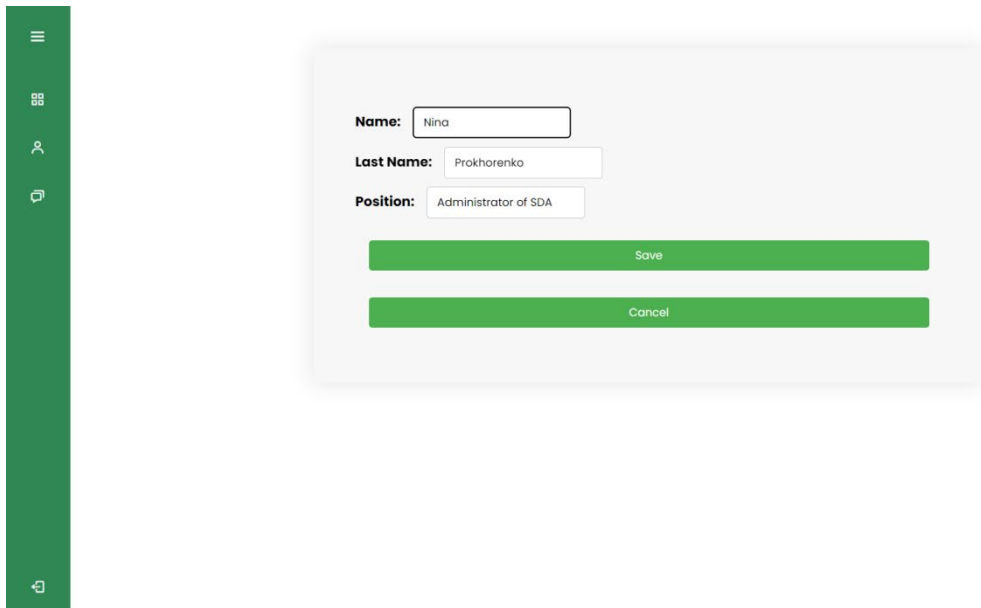 Name: Nina
Last Name: Prokhorenko
Position: Administrator of SDA
Save
Cancel